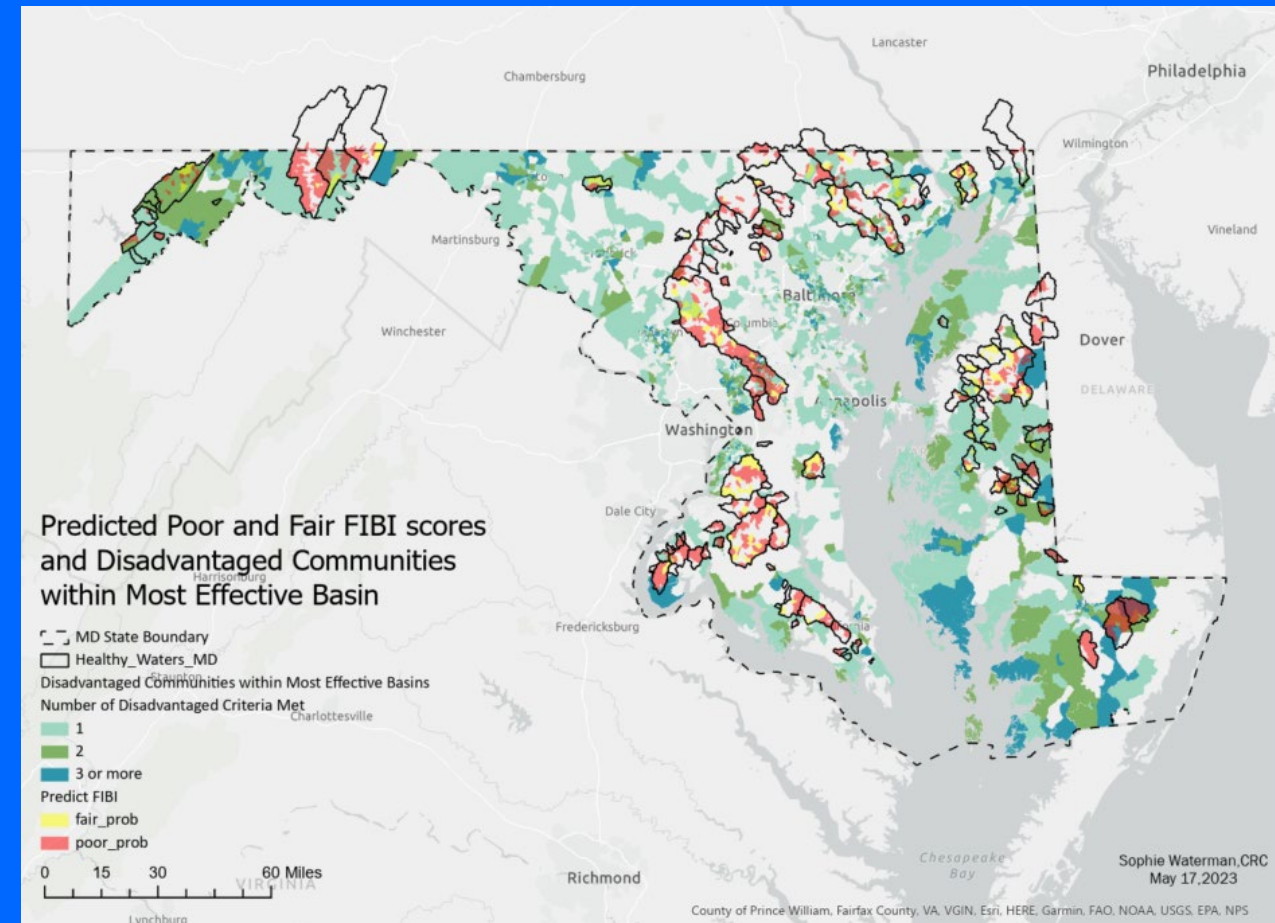 Lancaster
Philadelphia
Chambersburg
Wilmington
Vineland
Martinsburg
Baltimore
Winchester
Columbia
Dover
DELAWARE
Annapolis
Washington
Dale City
Predicted Poor and Fair FIBI scores
and Disadvantaged Communities
within Most Effective Basin
Harrisonburg
MD State Boundary
Healthy_Waters_MD
Fredericksburg
Staunton
Disadvantaged Communities within Most Effective Basins
Number of Disadvantaged Criteria Met
Charlottesville
1
2
3 or more
Predict FIBI
fair_prob
poor_prob
0 15 30 60 Miles
VIRGINIA
Richmond
Chesapeake
Bay
Sophie Waterman,CRC
May 17,2023
Lynchburg
County of Prince William, Fairfax County, VA, VGIN, Esri, HERE, Garmin, FAO, NOAA, USGS, EPA, NPS